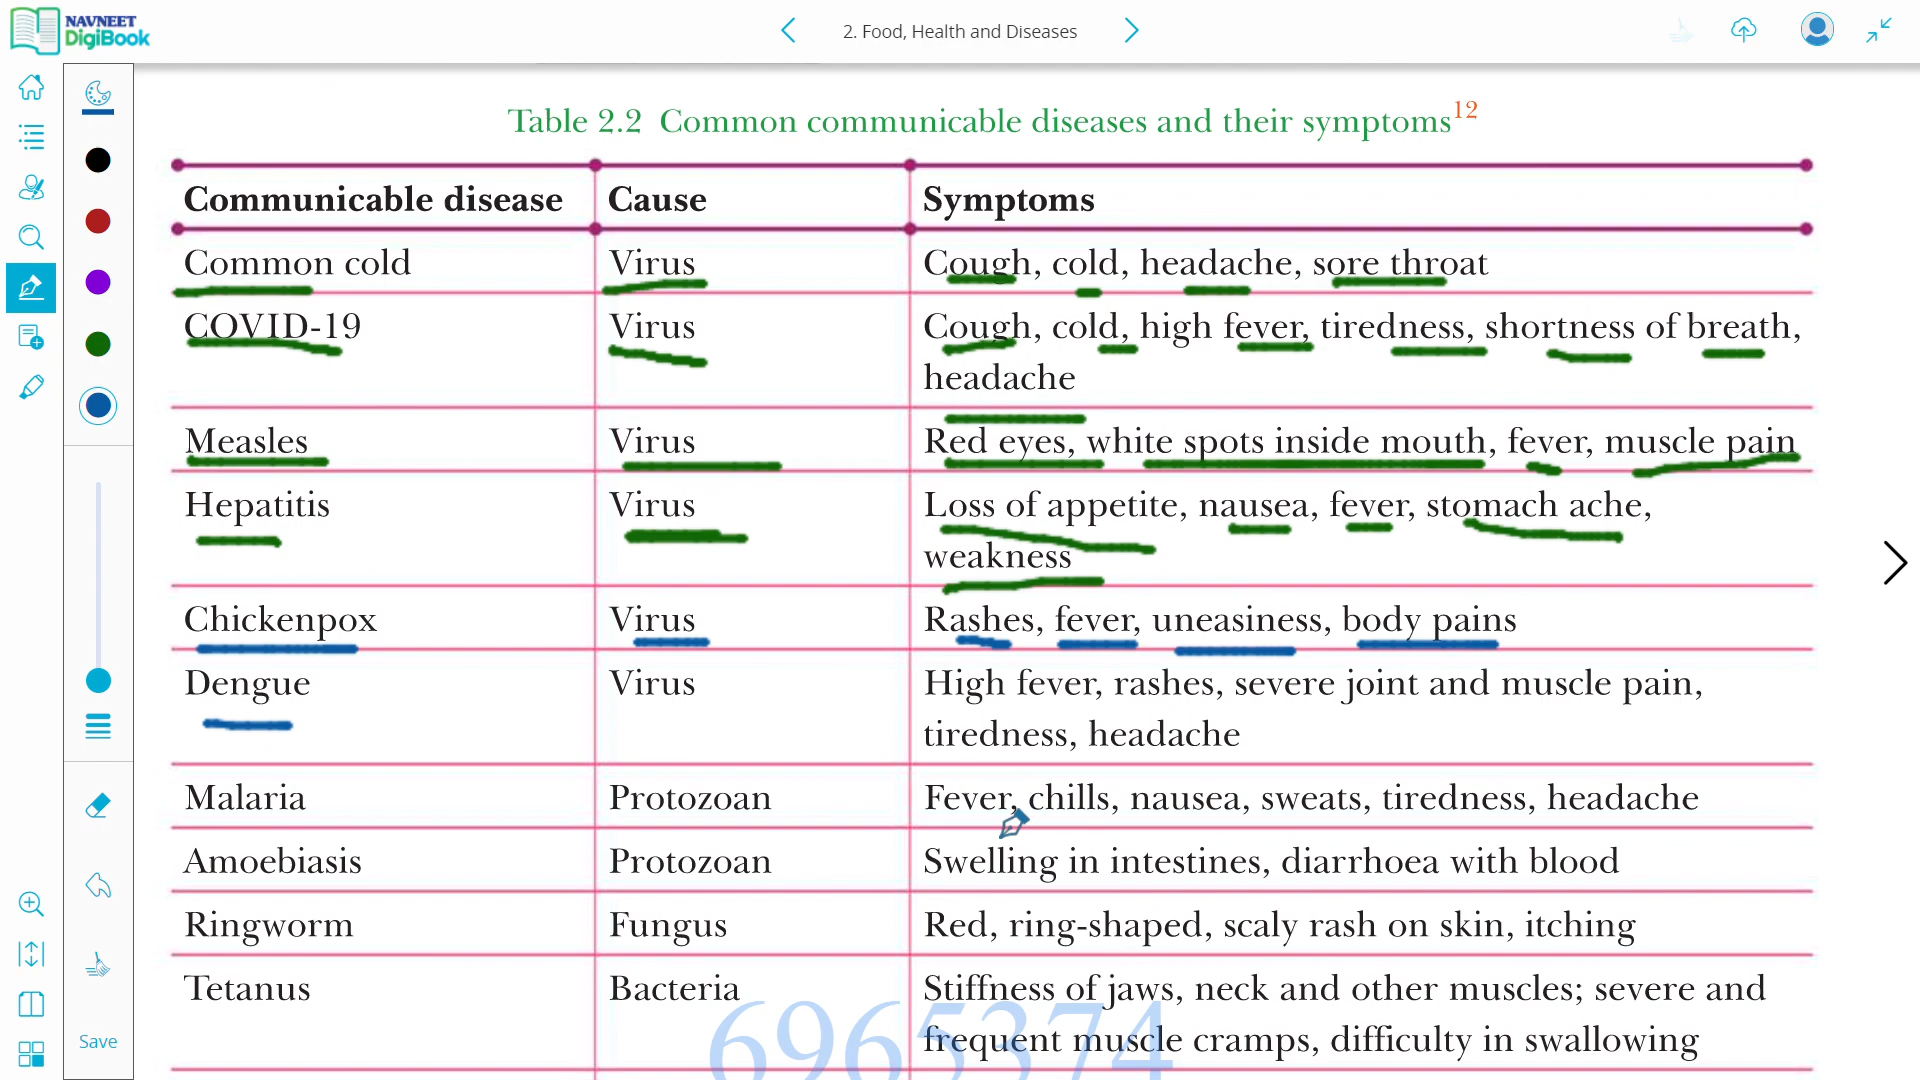 NAVNEET
DigiBook
2. Food, Health and Diseases
Table 2.2 Common communicable diseases and their symptoms12
Communicable disease Cause Symptoms
Common cold Virus Cough, cold, headache, sore throat
COVID-19 Virus Cough, cold, high fever, tiredness, shortness of breath,
headache
Measles Virus Red eyes, white spots inside mouth, fever, muscle pain
Hepatitis Virus Loss of appetite, nausea, fever, stomach ache,
weakness
Chickenpox Virus Rashes, fever, uneasiness, body pains
Dengue Virus High fever, rashes, severe joint and muscle pain,
tiredness, headache
Malaria Protozoan Fever, chills, nausea, sweats, tiredness, headache
Amoebiasis Protozoan Swelling in intestines, diarrhoea with blood
Ringworm Fungus Red, ring-shaped, scaly rash on skin, itching
Tetanus Bacteria Stiffness of jaws, neck and other muscles; severe and
frequent muscle cramps, difficulty in swallowing
6965374
Save